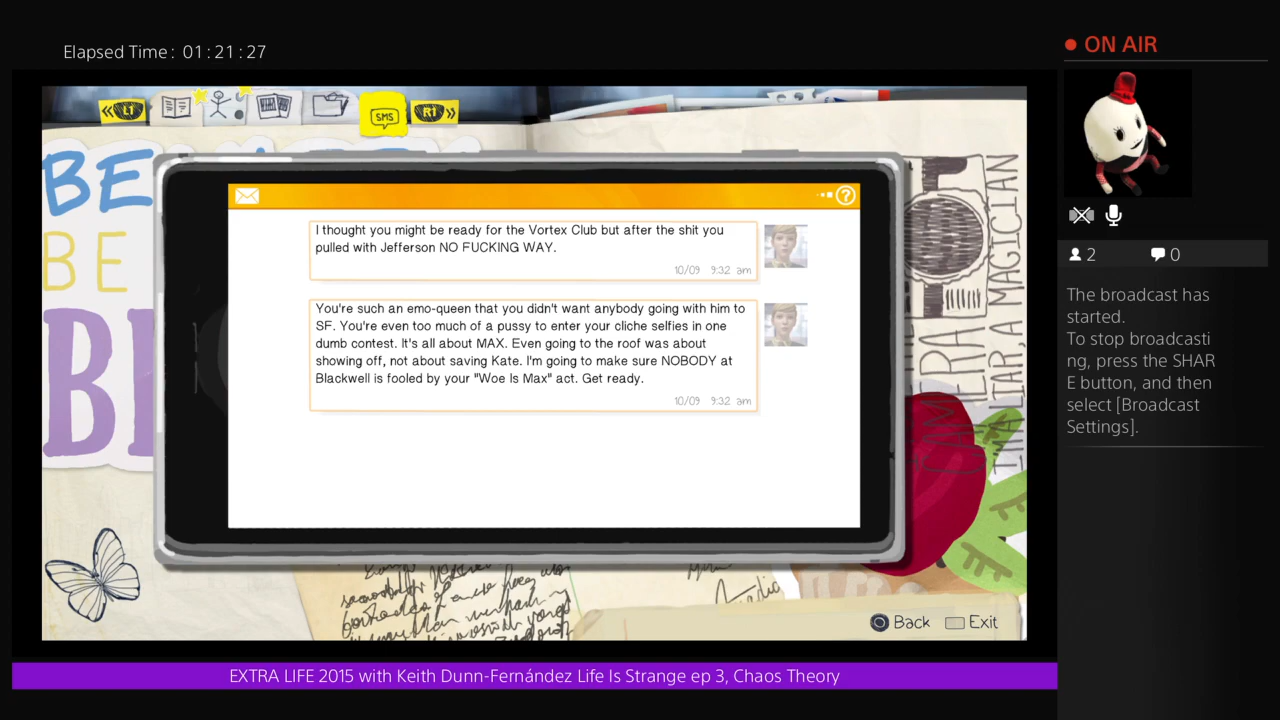 Elapsed Time : 01 : 21 : 27
ON AIR
L1
SMS
R1
BE
BE
I thought you might be ready for the Vortex Club but after the shit you
pulled with Jefferson NO FUCKING WAY.
10/09 9:32 am
You're such an emo-queen that you didn't want anybody going with him to
SF. You're even too much of a pussy to enter your cliche selfies in one
dumb contest. It's all about MAX. Even going to the roof was about
showing off, not about saving Kate. I'm going to make sure NOBODY at
Blackwell is fooled by your "Woe Is Max" act. Get ready.
10/09 9:32 am
CAMERA
I'M A LIAR, A MAGICIAN
Back
Exit
2
0
The broadcast has
started.
To stop broadcasti
ng, press the SHAR
E button, and then
select [Broadcast
Settings].
EXTRA LIFE 2015 with Keith Dunn-Fernández Life Is Strange ep 3, Chaos Theory